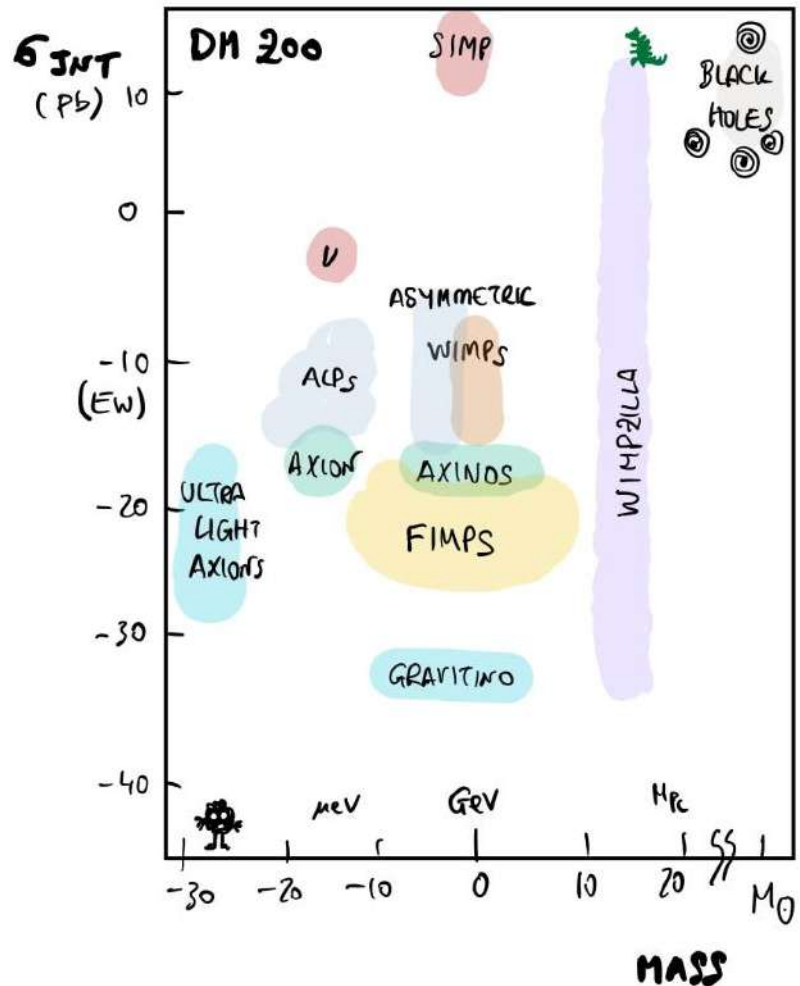 σ INT
(Pb)
DM 200
SIMP
BLACK
HOLES
10
0
ν
ASYMMETRIC
WIMPS
-10
(EW)
ALPs
AXION
AXINOS
WIMPZILLA
-20
ULTRA
LIGHT
AXIONS
FIMPS
-30
GRAVITINO
-40
μeV
GeV
MPL
-30 -20 -10 0 10 20 M⊙
MASS